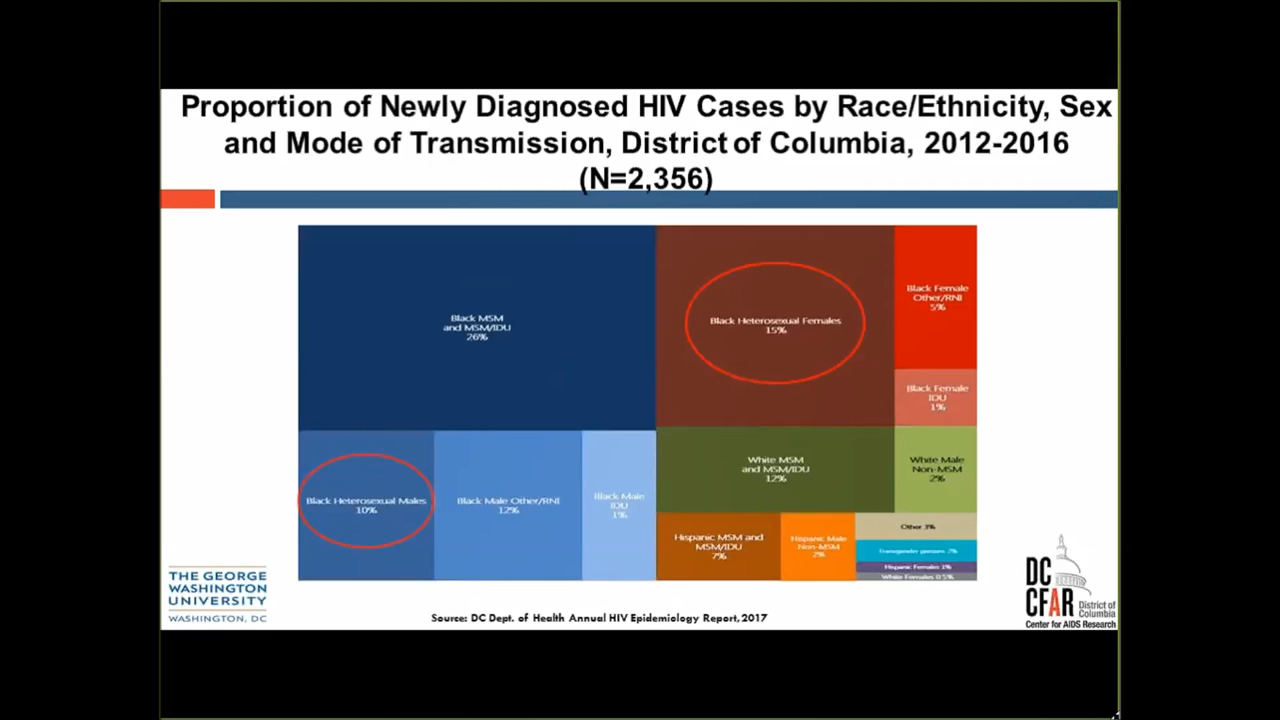 Proportion of Newly Diagnosed HIV Cases by Race/Ethnicity, Sex
and Mode of Transmission, District of Columbia, 2012-2016
(N=2,356)
Black MSM
and MSM/IDU
26%
Black Heterosexual Females
15%
Black Female
Other/RNI
5%
Black Female
IDU
1%
Black Heterosexual Males
10%
Black Male Other/RNI
12%
Black Male
IDU
1%
White MSM
and MSM/IDU
12%
White Male
Non-MSM
2%
Hispanic MSM and
MSM/IDU
7%
Hispanic Male
Non-MSM
2%
Other 3%
Transgender persons 2%
Hispanic Females 1%
White Females 0.5%
THE GEORGE
WASHINGTON
UNIVERSITY
WASHINGTON, DC
Source: DC Dept. of Health Annual HIV Epidemiology Report, 2017
DC
CFAR
District of
Columbia
Center for AIDS Research